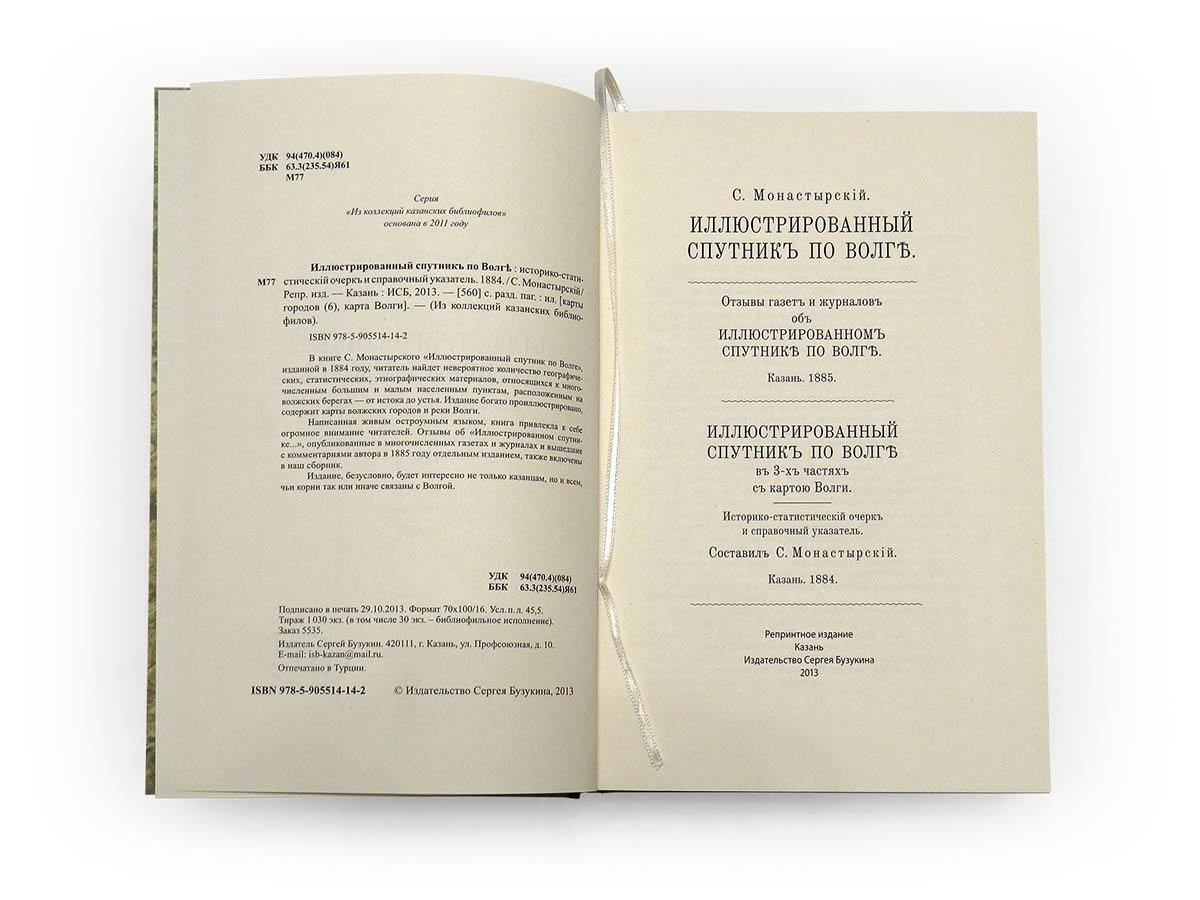 УДК 94(470.4)(084)
ББК 63.3(235.54)Я61
М77
Серия
«Из коллекций казанских библиофилов»
основана в 2011 году
Иллюстрированный спутникъ по Волгѣ : историко-стати-
М77 стическій очеркъ и справочный указатель. 1884. / С. Монастырскій /
Репр. изд. — Казань : ИСБ, 2013. — [560] с. разд. паг. : ил. [карты
городов (6), карта Волги]. — (Из коллекций казанских библио-
филов).
ISBN 978-5-905514-14-2
В книге С. Монастырского «Иллюстрированный спутник по Волге»,
изданной в 1884 году, читатель найдет невероятное количество географиче-
ских, статистических, этнографических материалов, относящихся к много-
численным большим и малым населенным пунктам, расположенным на
волжских берегах — от истока до устья. Издание богато проиллюстрировано,
содержит карты волжских городов и реки Волги.
Написанная живым остроумным языком, книга привлекла к себе
огромное внимание читателей. Отзывы об «Иллюстрированном спутни-
ке...», опубликованные в многочисленных газетах и журналах и вышедшие
с комментариями автора в 1885 году отдельным изданием, также включены
в наш сборник.
Издание, безусловно, будет интересно не только казанцам, но и всем,
чьи корни так или иначе связаны с Волгой.
УДК 94(470.4)(084)
ББК 63.3(235.54)Я61
Подписано в печать 29.10.2013. Формат 70х100/16. Усл. п. л. 45,5.
Тираж 1 030 экз. (в том числе 30 экз. – библиофильное исполнение).
Заказ 5535.
Издатель Сергей Бузукин. 420111, г. Казань, ул. Профсоюзная, д. 10.
E-mail: isb-kazan@mail.ru.
Отпечатано в Турции.
ISBN 978-5-905514-14-2 © Издательство Сергея Бузукина, 2013
С. Монастырскій.
ИЛЛЮСТРИРОВАННЫЙ
СПУТНИКЪ ПО ВОЛГѢ.
Отзывы газетъ и журналовъ
объ
ИЛЛЮСТРИРОВАННОМЪ
СПУТНИКѢ ПО ВОЛГѢ.
Казань. 1885.
ИЛЛЮСТРИРОВАННЫЙ
СПУТНИКЪ ПО ВОЛГѢ
въ 3-хъ частяхъ
съ картою Волги.
Историко-статистическій очеркъ
и справочный указатель.
Составилъ С. Монастырскій.
Казань. 1884.
Репринтное издание
Казань
Издательство Сергея Бузукина
2013